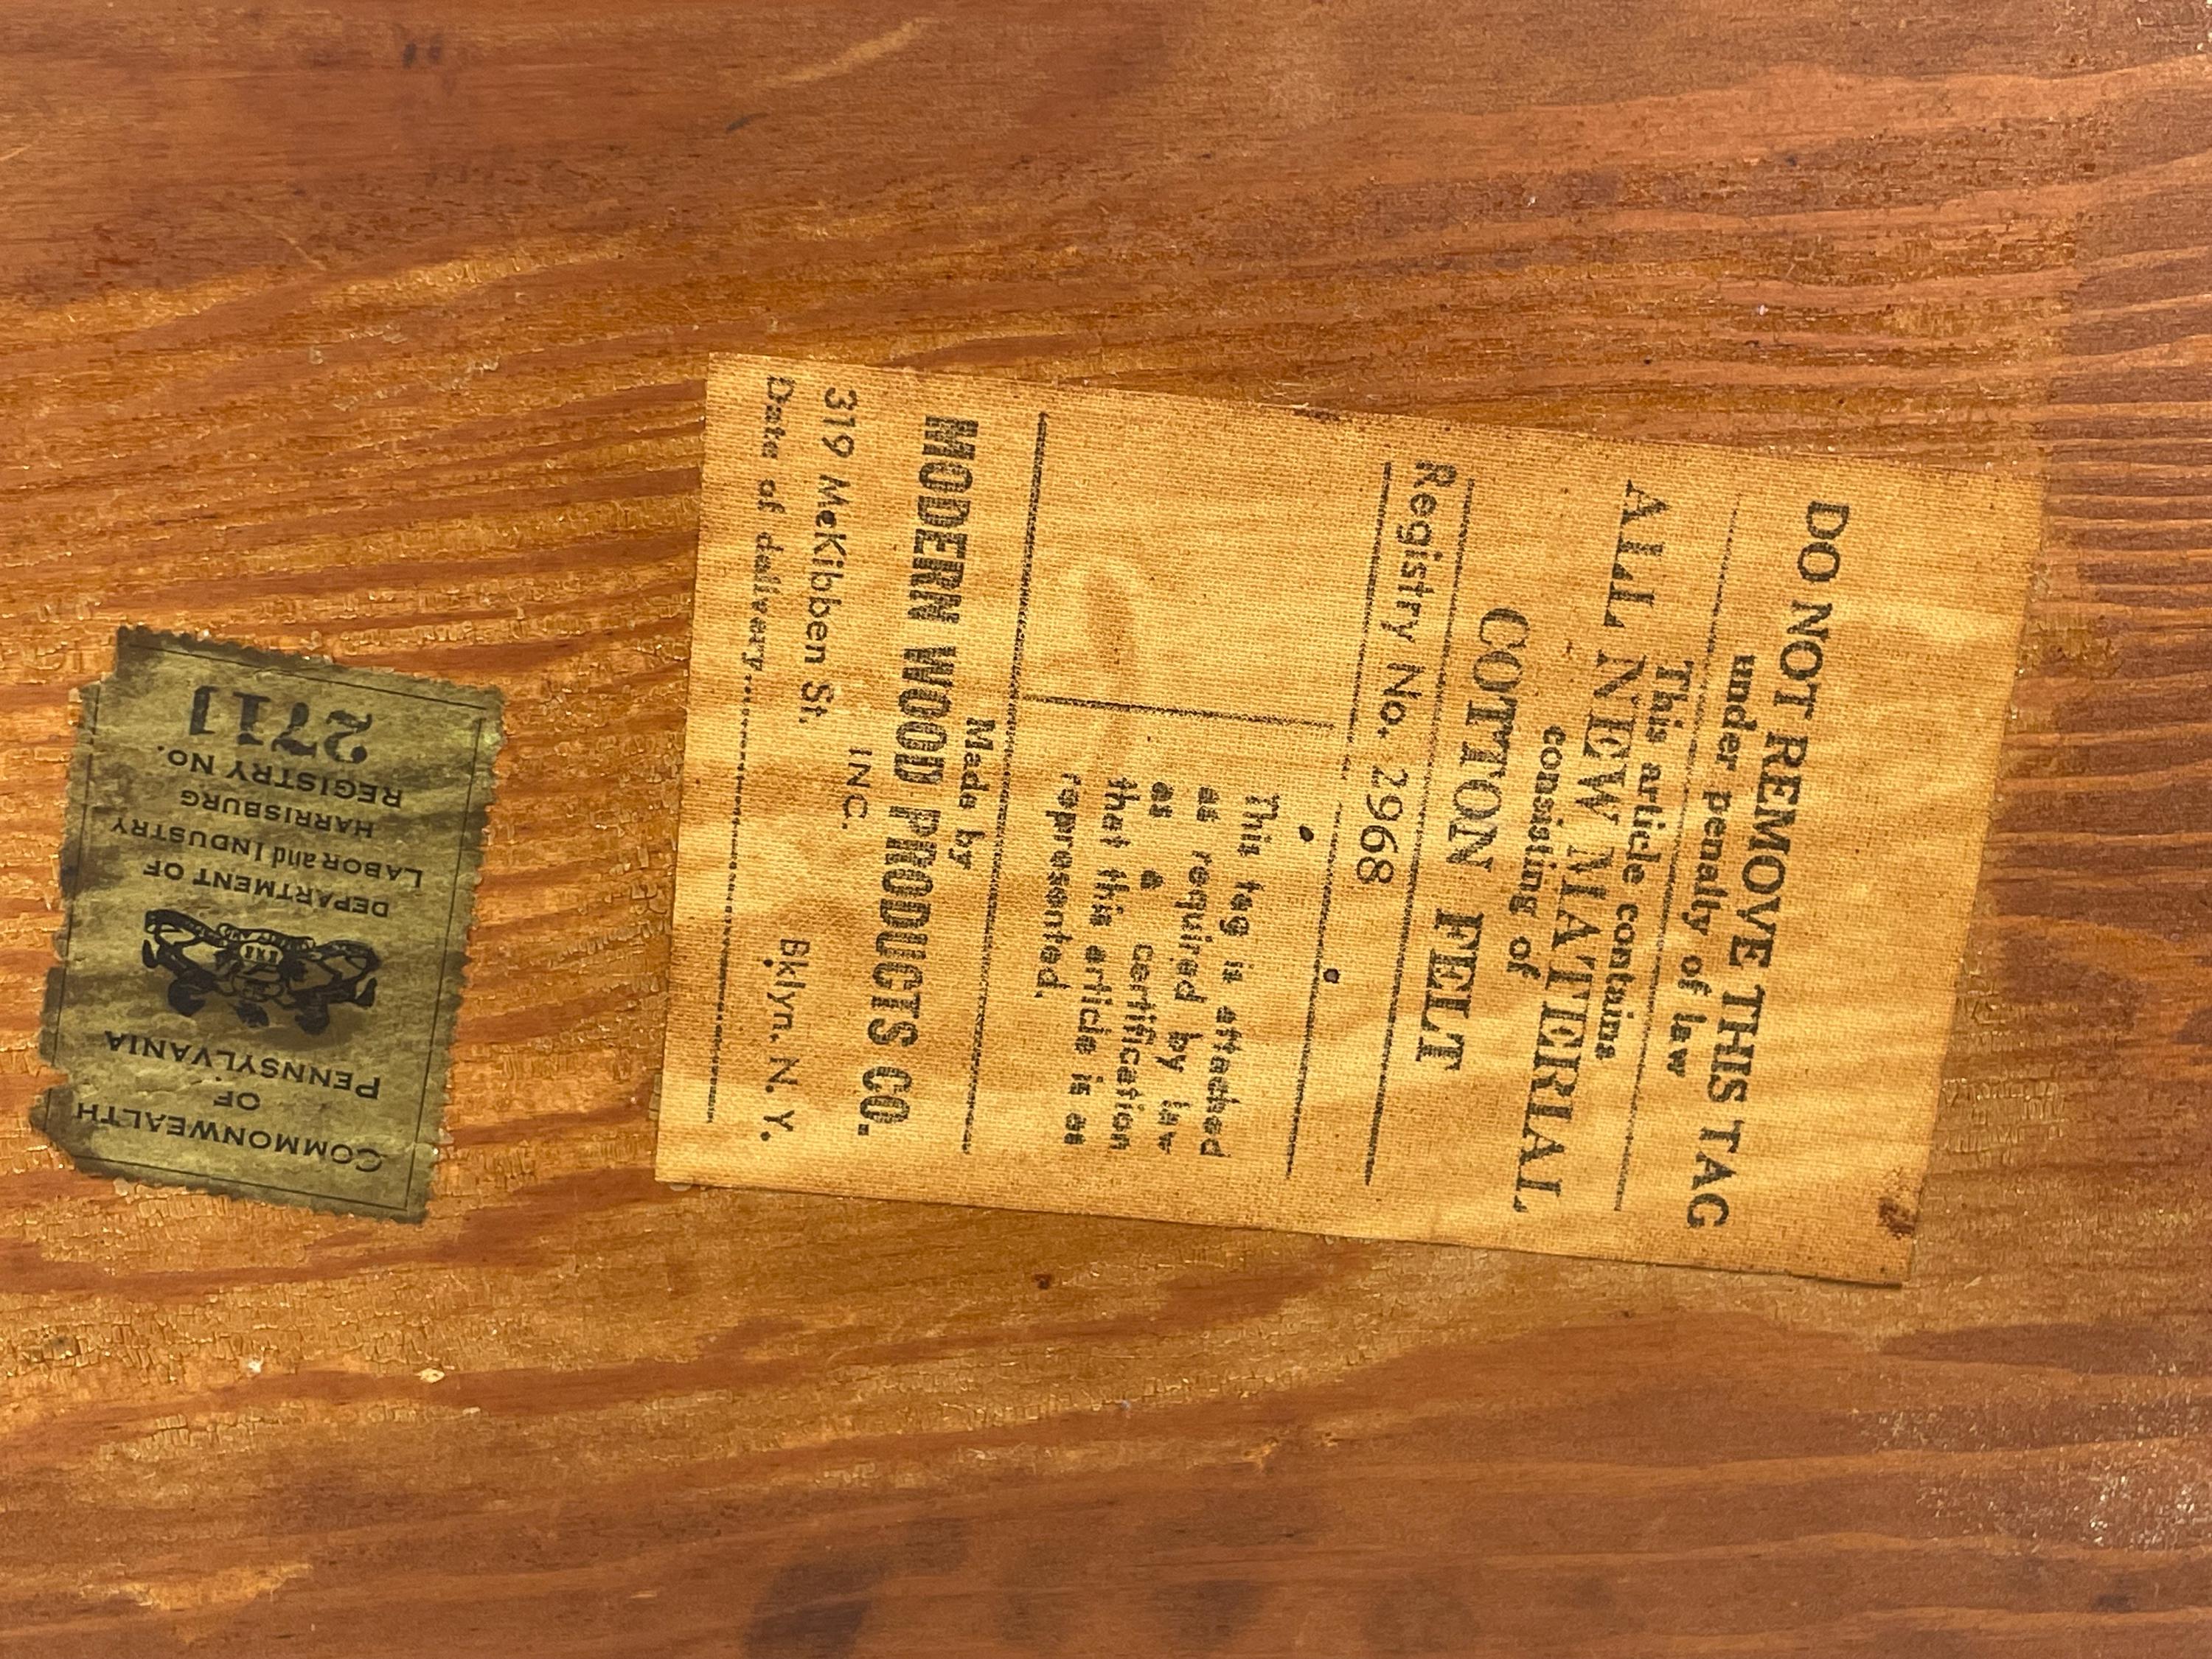 DO NOT REMOVE THIS TAG
under penalty of law
This article contains
ALL NEW MATERIAL
consisting of
COTTON FELT
Registry No. 2968
This tag is attached
as required by law
as a certification
that this article is as
represented.
Made by
MODERN WOOD PRODUCTS CO.
INC.
319 McKibben St. Bklyn. N. Y.
Date of delivery
COMMONWEALTH
OF
PENNSYLVANIA
DEPARTMENT OF
LABOR and INDUSTRY
HARRISBURG
REGISTRY NO.
2711